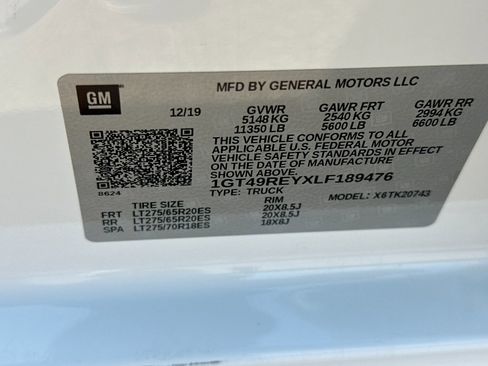 GM
MFD BY GENERAL MOTORS LLC
12/19 GVWR GAWR FRT GAWR RR
5148 KG 2540 KG 2994 KG
11350 LB 5600 LB 6600 LB
THIS VEHICLE CONFORMS TO ALL
APPLICABLE U.S. FEDERAL MOTOR
VEHICLE SAFETY STANDARDS IN EFFECT
ON THE DATE OF MANUFACTURE
SHOWN ABOVE.
1GT49REYXLF189476
8624 TYPE: TRUCK MODEL: X6TK20743
TIRE SIZE RIM
FRT LT275/65R20ES 20X8.5J
RR LT275/65R20ES 20X8.5J
SPA LT275/70R18ES 18X8J